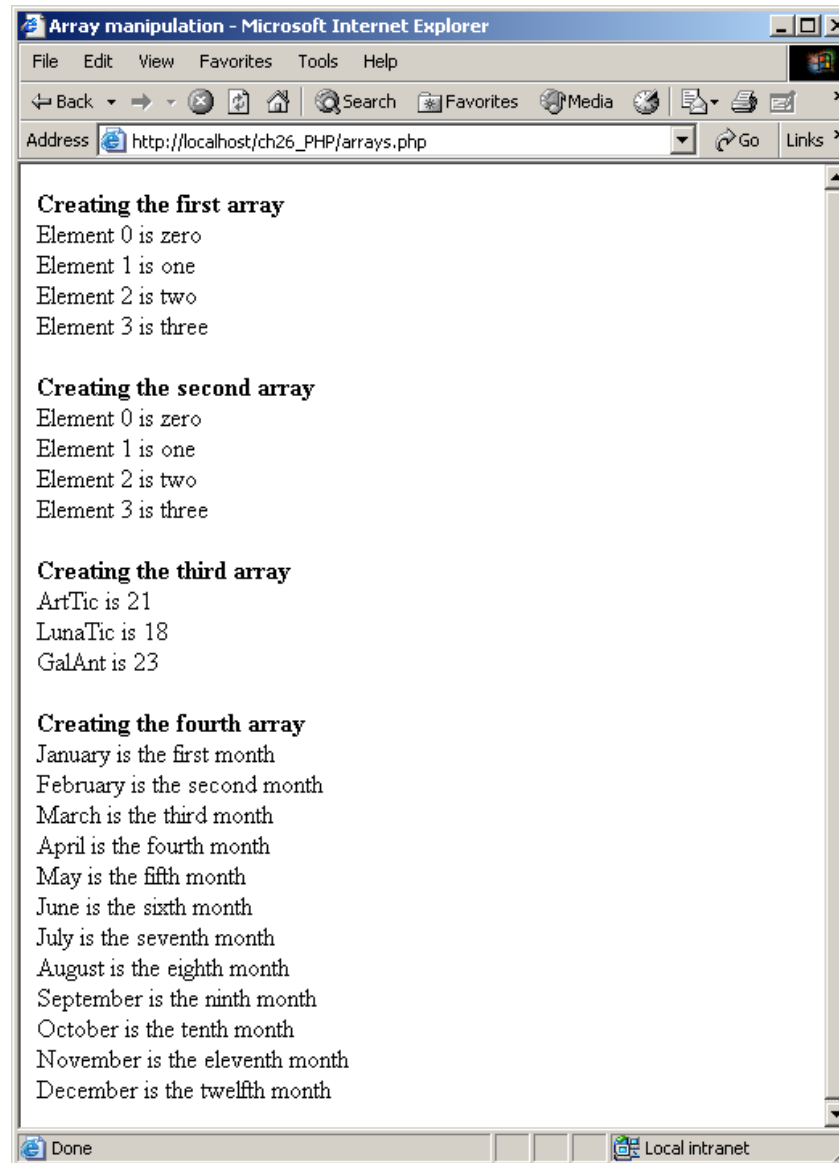 Array manipulation - Microsoft Internet Explorer
File Edit View Favorites Tools Help
Back Search Favorites Media
Address http://localhost/ch26_PHP/arrays.php Go Links
Creating the first array
Element 0 is zero
Element 1 is one
Element 2 is two
Element 3 is three
Creating the second array
Element 0 is zero
Element 1 is one
Element 2 is two
Element 3 is three
Creating the third array
ArtTic is 21
LunaTic is 18
GalAnt is 23
Creating the fourth array
January is the first month
February is the second month
March is the third month
April is the fourth month
May is the fifth month
June is the sixth month
July is the seventh month
August is the eighth month
September is the ninth month
October is the tenth month
November is the eleventh month
December is the twelfth month
Done Local intranet